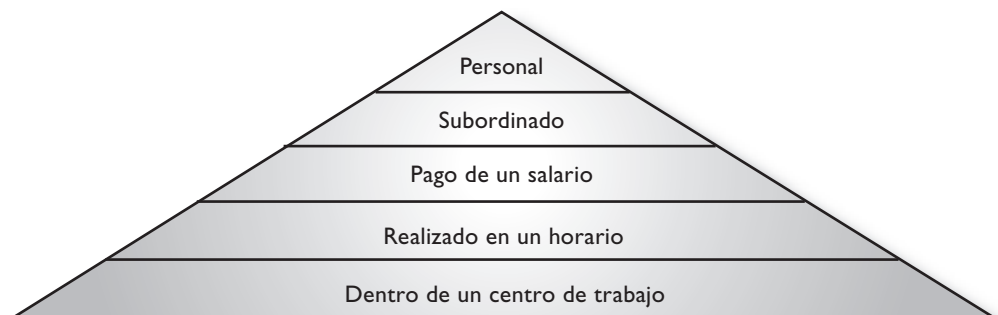 Personal
Subordinado
Pago de un salario
Realizado en un horario
Dentro de un centro de trabajo